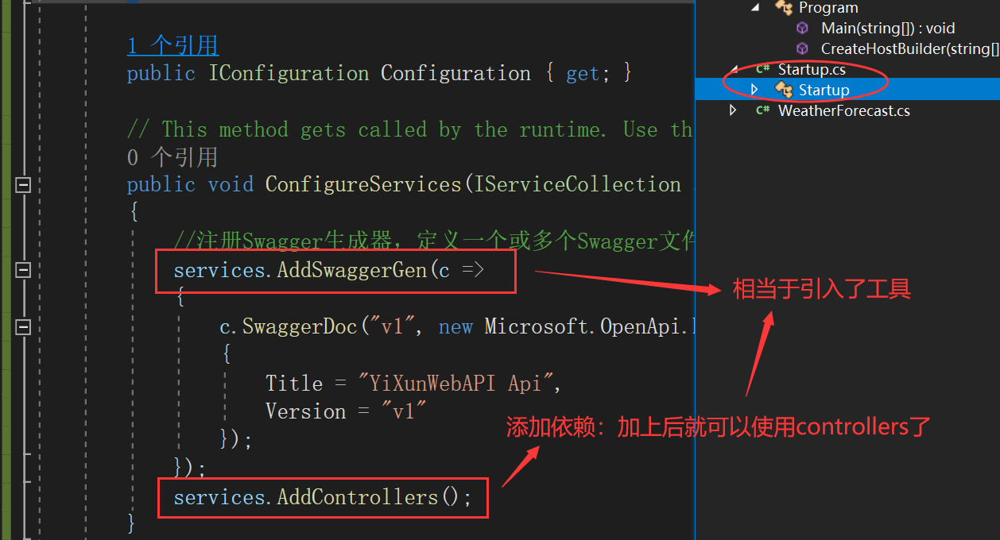 1 个引用
public IConfiguration Configuration { get; }
// This method gets called by the runtime. Use th
0 个引用
public void ConfigureServices(IServiceCollection
{
//注册Swagger生成器，定义一个或多个Swagger文件
services.AddSwaggerGen(c =>
{
c.SwaggerDoc("v1", new Microsoft.OpenApi.
{
Title = "YiXunWebAPI Api",
Version = "v1"
});
});
services.AddControllers();
}
Program
Main(string[]) : void
CreateHostBuilder(string[]
C# Startup.cs
Startup
C# WeatherForecast.cs
相当于引入了工具
添加依赖：加上后就可以使用controllers了